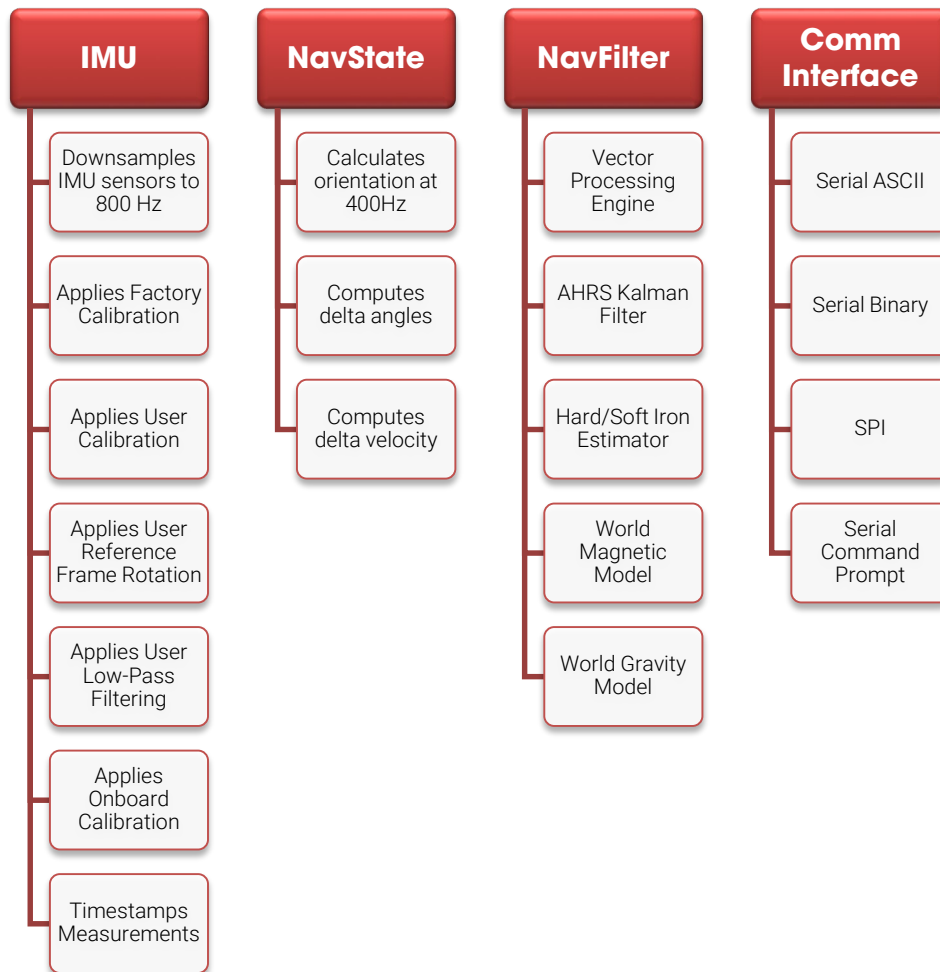 IMU
Downsamples
IMU sensors to
800 Hz
Applies Factory
Calibration
Applies User
Calibration
Applies User
Reference
Frame Rotation
Applies User
Low-Pass
Filtering
Applies
Onboard
Calibration
Timestamps
Measurements
NavState
Calculates
orientation at
400Hz
Computes
delta angles
Computes
delta velocity
NavFilter
Vector
Processing
Engine
AHRS Kalman
Filter
Hard/Soft Iron
Estimator
World
Magnetic
Model
World Gravity
Model
Comm
Interface
Serial ASCII
Serial Binary
SPI
Serial
Command
Prompt